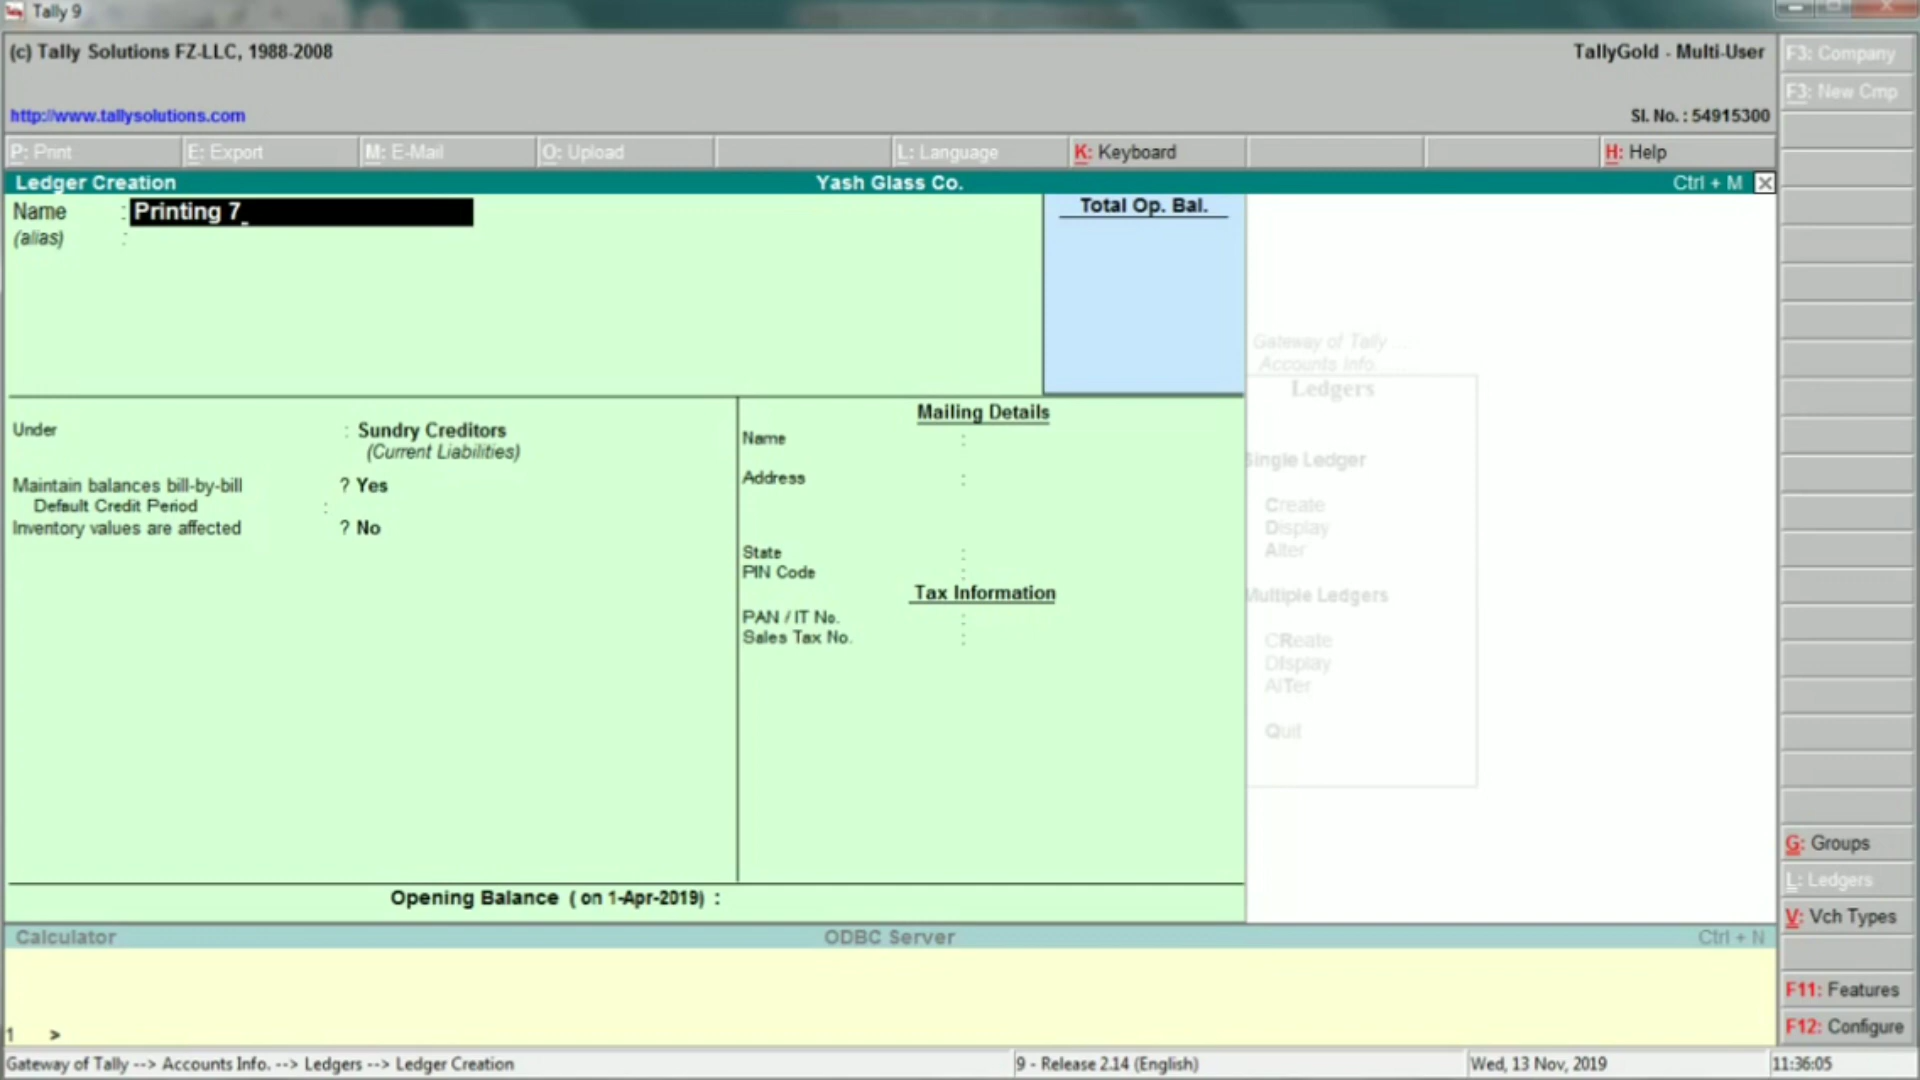 Tally 9
(c) Tally Solutions FZ-LLC, 1988-2008
TallyGold - Multi-User
http://www.tallysolutions.com
Sl. No. : 54915300
P: Print
E: Export
M: E-Mail
O: Upload
L: Language
K: Keyboard
H: Help
Ledger Creation
Yash Glass Co.
Ctrl + M
Name : Printing 7_
(alias) :
Total Op. Bal.
Under : Sundry Creditors
(Current Liabilities)
Maintain balances bill-by-bill ? Yes
Default Credit Period :
Inventory values are affected ? No
Mailing Details
Name :
Address :
State :
PIN Code :
Tax Information
PAN / IT No. :
Sales Tax No. :
Opening Balance ( on 1-Apr-2019) :
Gateway of Tally ...
Accounts Info. ...
Ledgers
Single Ledger
Create
Display
Alter
Multiple Ledgers
CReate
DIsplay
AlTer
Quit
F3: Company
F3: New Cmp
G: Groups
L: Ledgers
V: Vch Types
F11: Features
F12: Configure
Calculator
ODBC Server
Ctrl + N
1 >
Gateway of Tally --> Accounts Info. --> Ledgers --> Ledger Creation
9 - Release 2.14 (English)
Wed, 13 Nov, 2019
11:36:05